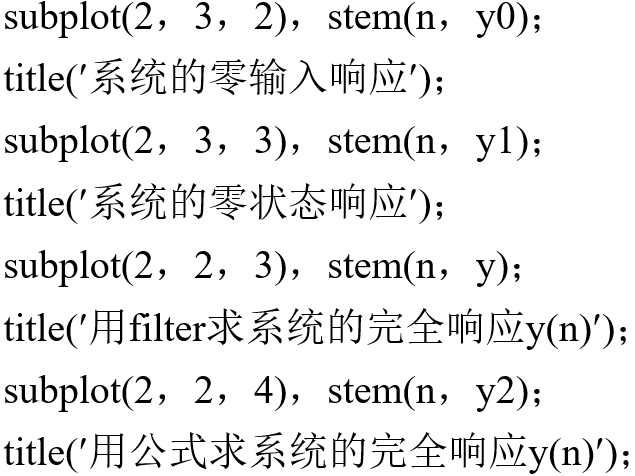 subplot(2，3，2)，stem(n，y0)；
title(′系统的零输入响应′)；
subplot(2，3，3)，stem(n，y1)；
title(′系统的零状态响应′)；
subplot(2，2，3)，stem(n，y)；
title(′用filter求系统的完全响应y(n)′)；
subplot(2，2，4)，stem(n，y2)；
title(′用公式求系统的完全响应y(n)′)；